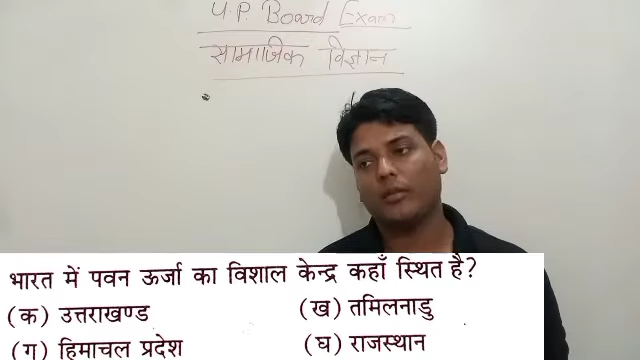 U.P. Board Exam
सामाजिक विज्ञान
भारत में पवन ऊर्जा का विशाल केन्द्र कहाँ स्थित है?
(क) उत्तराखण्ड (ख) तमिलनाडु
(ग) हिमाचल प्रदेश (घ) राजस्थान